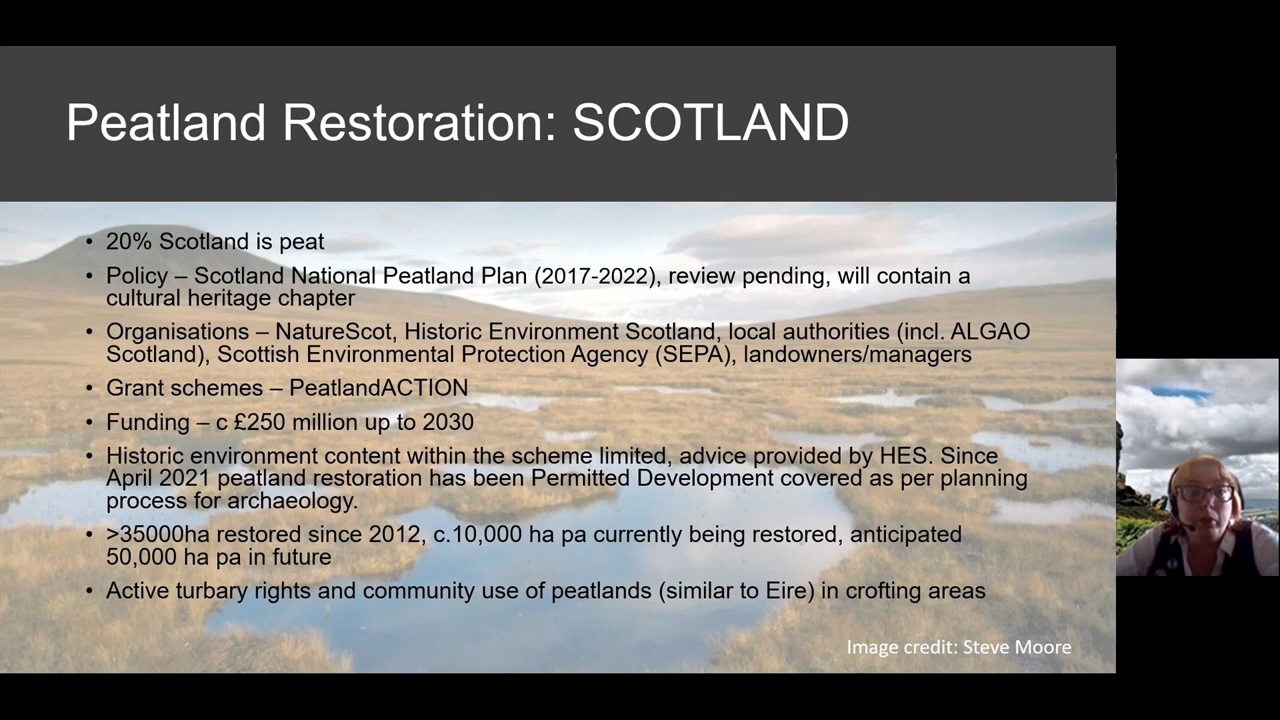 Peatland Restoration: SCOTLAND
• 20% Scotland is peat
• Policy – Scotland National Peatland Plan (2017-2022), review pending, will contain a
cultural heritage chapter
• Organisations – NatureScot, Historic Environment Scotland, local authorities (incl. ALGAO
Scotland), Scottish Environmental Protection Agency (SEPA), landowners/managers
• Grant schemes – PeatlandACTION
• Funding – c £250 million up to 2030
• Historic environment content within the scheme limited, advice provided by HES. Since
April 2021 peatland restoration has been Permitted Development covered as per planning
process for archaeology.
• >35000ha restored since 2012, c.10,000 ha pa currently being restored, anticipated
50,000 ha pa in future
• Active turbary rights and community use of peatlands (similar to Eire) in crofting areas
Image credit: Steve Moore